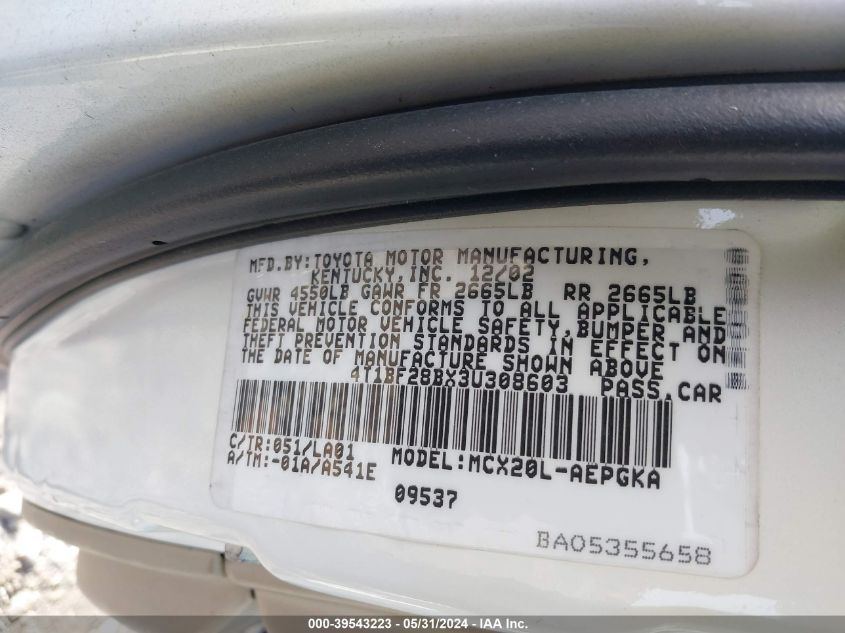 MFD.BY:TOYOTA MOTOR MANUFACTURING,
KENTUCKY,INC. 12/02
GVWR 4550LB GAWR FR 2665LB RR 2665LB
THIS VEHICLE CONFORMS TO ALL APPLICABLE
FEDERAL MOTOR VEHICLE SAFETY,BUMPER AND
THEFT PREVENTION STANDARDS IN EFFECT ON
THE DATE OF MANUFACTURE SHOWN ABOVE
4T1BF28BX3U308603 PASS.CAR
C/TR:051/LA01
A/TM:-01A/A541E
MODEL:MCX20L-AEPGKA
09537
BA05355658
000-39543223 - 05/31/2024 - IAA Inc.